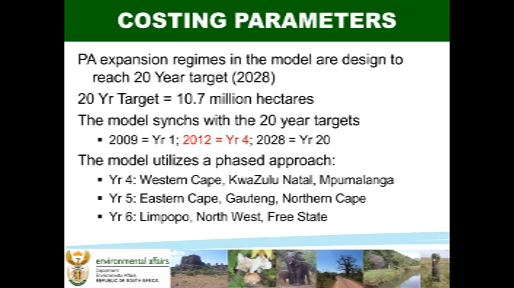 COSTING PARAMETERS
PA expansion regimes in the model are design to
reach 20 Year target (2028)
20 Yr Target = 10.7 million hectares
The model synchs with the 20 year targets
▪ 2009 = Yr 1; 2012 = Yr 4; 2028 = Yr 20
The model utilizes a phased approach:
▪ Yr 4: Western Cape, KwaZulu Natal, Mpumalanga
▪ Yr 5: Eastern Cape, Gauteng, Northern Cape
▪ Yr 6: Limpopo, North West, Free State
environmental affairs
Department:
Environmental Affairs
REPUBLIC OF SOUTH AFRICA